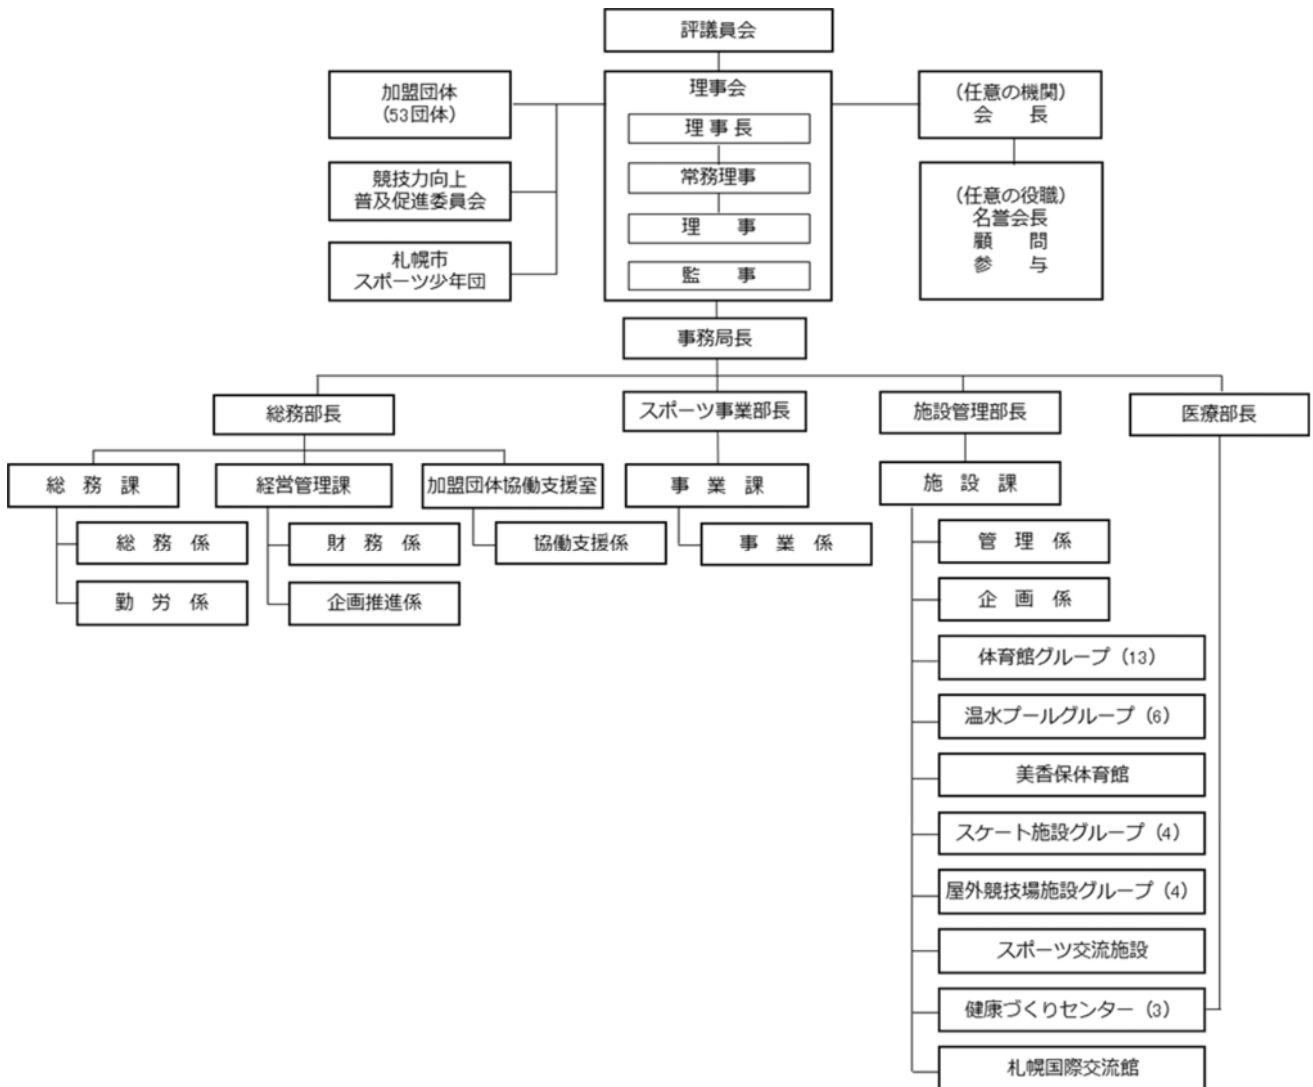 評議員会
加盟団体
(53団体)
競技力向上
普及促進委員会
札幌市
スポーツ少年団
理事会
理 事 長
常務理事
理　事
監　事
(任意の機関)
会　長
(任意の役職)
名誉会長
顧　問
参　与
事務局長
総務部長
スポーツ事業部長
施設管理部長
医療部長
総 務 課
経営管理課
加盟団体協働支援室
事 業 課
施 設 課
総 務 係
勤 労 係
財 務 係
企画推進係
協働支援係
事 業 係
管 理 係
企 画 係
体育館グループ (13)
温水プールグループ (6)
美香保体育館
スケート施設グループ (4)
屋外競技場施設グループ (4)
スポーツ交流施設
健康づくりセンター (3)
札幌国際交流館